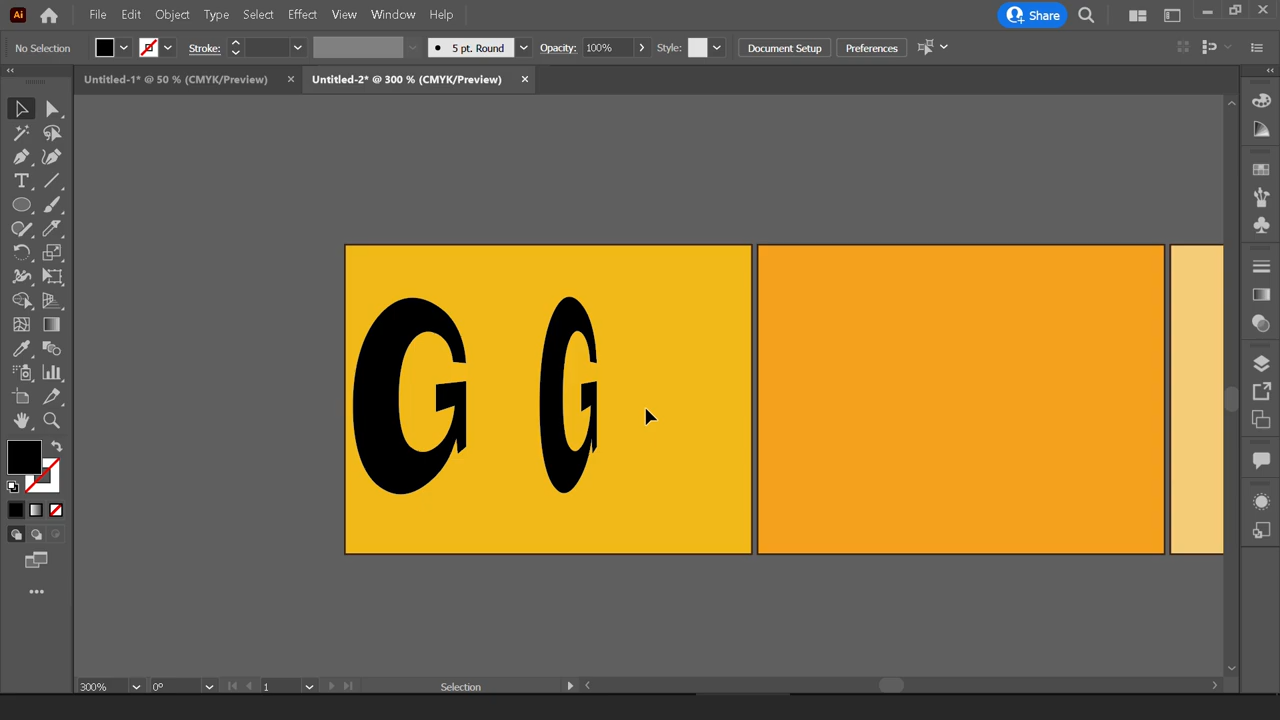 Ai File Edit Object Type Select Effect View Window Help Share
No Selection Stroke: 5 pt. Round Opacity: 100% Style: Document Setup Preferences
Untitled-1* @ 50 % (CMYK/Preview) Untitled-2* @ 300 % (CMYK/Preview)
G G
300% 0° 1 Selection